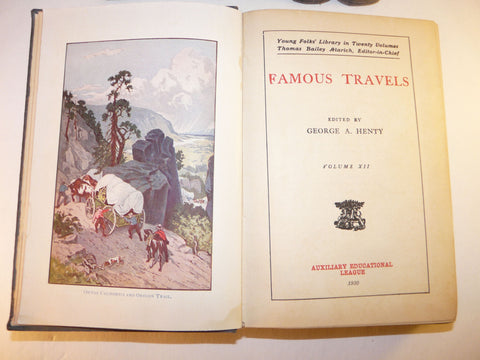 On the California and Oregon Trail.
Young Folks' Library in Twenty Volumes
Thomas Bailey Alarich, Editor-in-Chief
FAMOUS TRAVELS
EDITED BY
GEORGE A. HENTY
VOLUME XII
AUXILIARY EDUCATIONAL
LEAGUE
1930